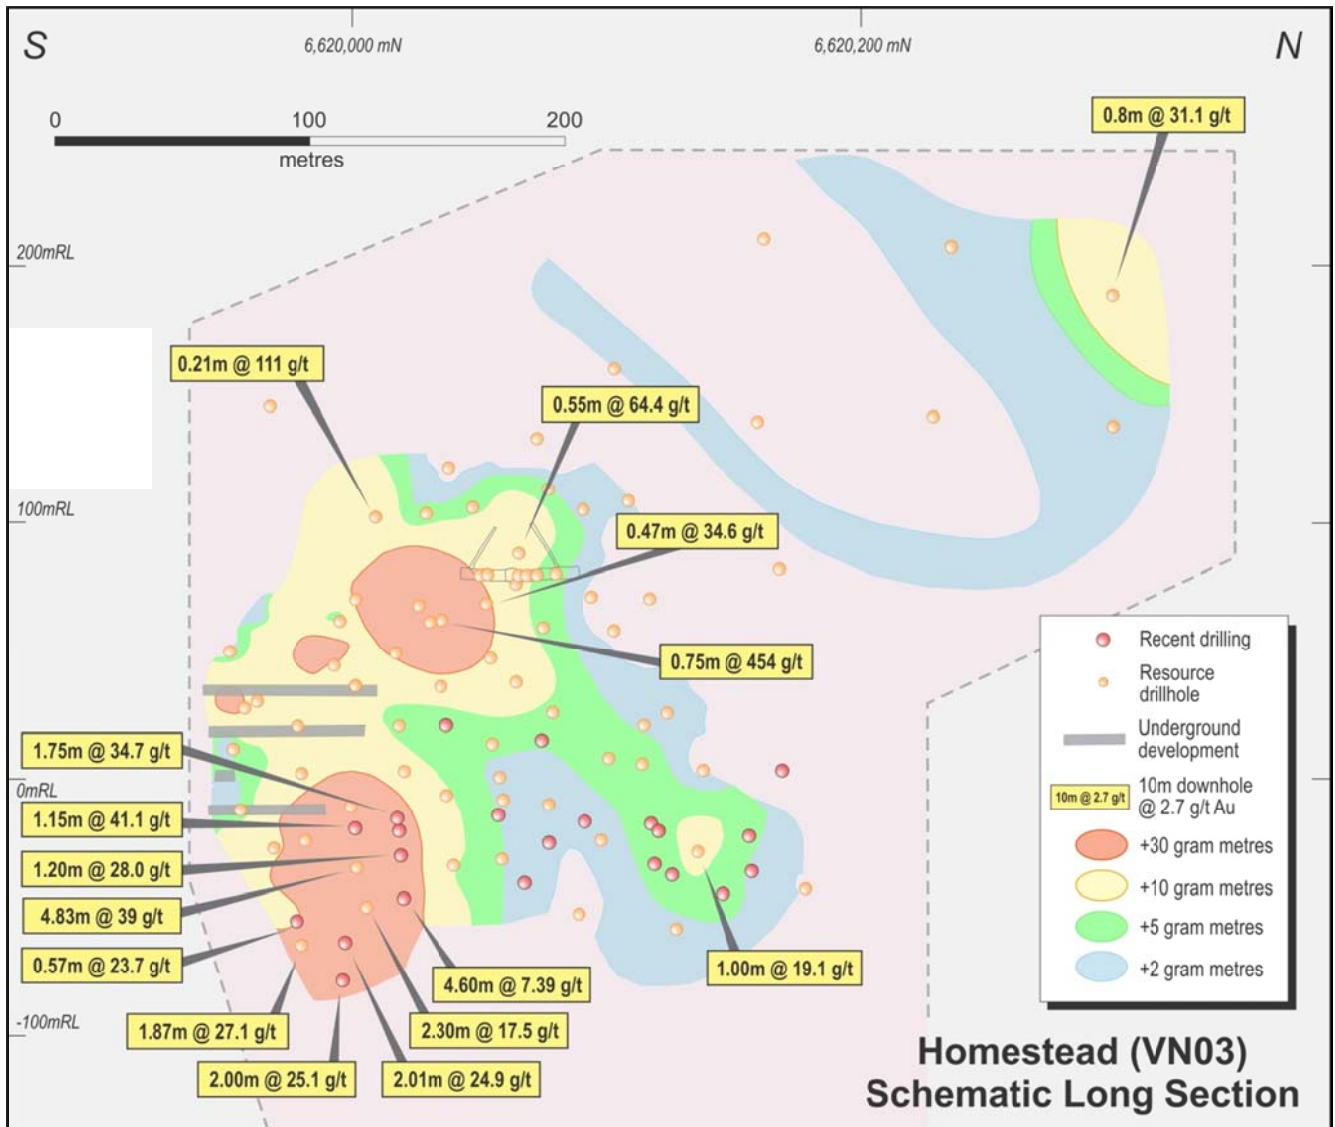 S
6,620,000 mN
6,620,200 mN
N
0
100
200
metres
0.8m @ 31.1 g/t
200mRL
0.21m @ 111 g/t
0.55m @ 64.4 g/t
100mRL
0.47m @ 34.6 g/t
0.75m @ 454 g/t
Recent drilling
Resource
drillhole
Underground
development
10m @ 2.7 g/t
10m downhole
@ 2.7 g/t Au
+30 gram metres
+10 gram metres
+5 gram metres
+2 gram metres
1.75m @ 34.7 g/t
0mRL
1.15m @ 41.1 g/t
1.20m @ 28.0 g/t
4.83m @ 39 g/t
0.57m @ 23.7 g/t
1.00m @ 19.1 g/t
4.60m @ 7.39 g/t
-100mRL
1.87m @ 27.1 g/t
2.30m @ 17.5 g/t
2.00m @ 25.1 g/t
2.01m @ 24.9 g/t
Homestead (VN03)
Schematic Long Section